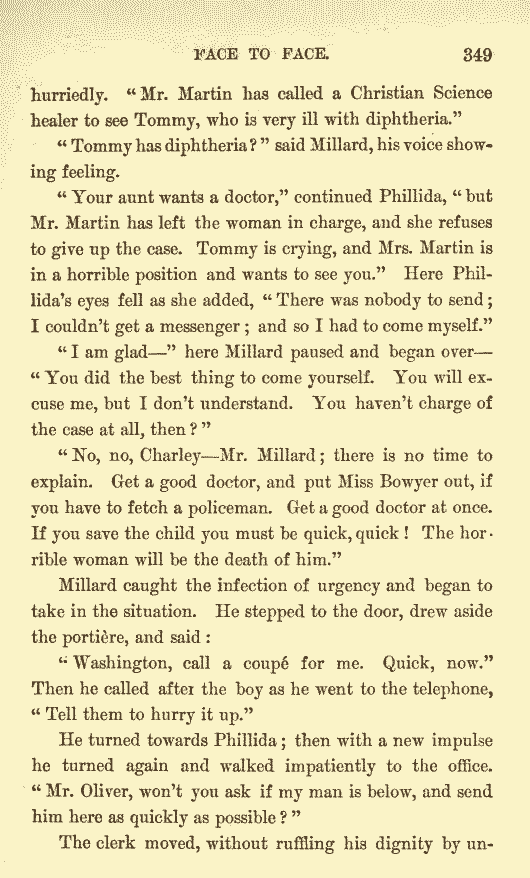 FACE TO FACE. 349
hurriedly. “Mr. Martin has called a Christian Science
healer to see Tommy, who is very ill with diphtheria.”
“Tommy has diphtheria?” said Millard, his voice show-
ing feeling.
“Your aunt wants a doctor,” continued Phillida, “but
Mr. Martin has left the woman in charge, and she refuses
to give up the case. Tommy is crying, and Mrs. Martin is
in a horrible position and wants to see you.” Here Phil-
lida’s eyes fell as she added, “There was nobody to send;
I couldn’t get a messenger; and so I had to come myself.”
“I am glad—” here Millard paused and began over—
“You did the best thing to come yourself. You will ex-
cuse me, but I don’t understand. You haven’t charge of
the case at all, then?”
“No, no, Charley—Mr. Millard; there is no time to
explain. Get a good doctor, and put Miss Bowyer out, if
you have to fetch a policeman. Get a good doctor at once.
If you save the child you must be quick, quick! The hor-
rible woman will be the death of him.”
Millard caught the infection of urgency and began to
take in the situation. He stepped to the door, drew aside
the portière, and said:
“Washington, call a coupé for me. Quick, now.”
Then he called after the boy as he went to the telephone,
“Tell them to hurry it up.”
He turned towards Phillida; then with a new impulse
he turned again and walked impatiently to the office.
“Mr. Oliver, won’t you ask if my man is below, and send
him here as quickly as possible?”
The clerk moved, without ruffling his dignity by un-